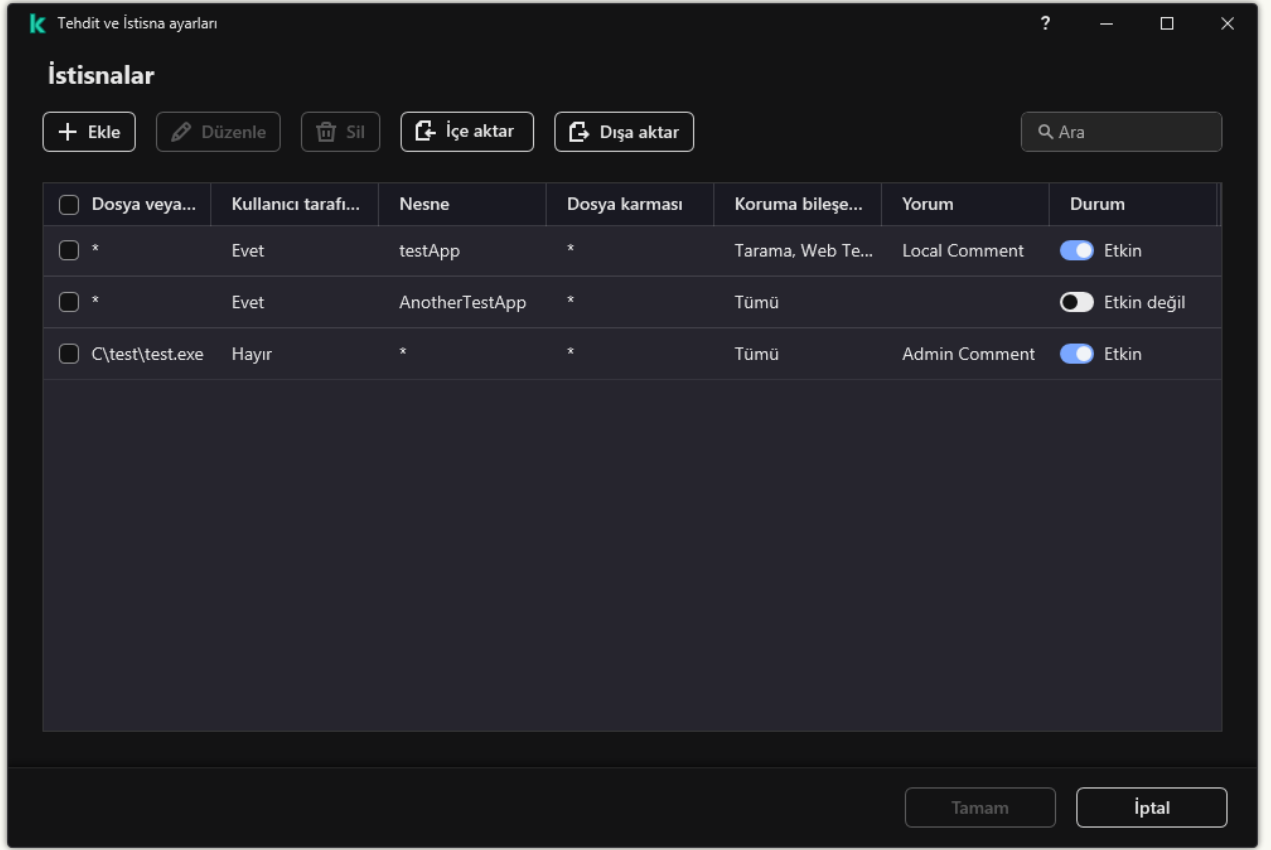 Tehdit ve İstisna ayarları ?
İstisnalar
Ekle Düzenle Sil İçe aktar Dışa aktar Ara
Dosya veya... Kullanıcı tarafı... Nesne Dosya karması Koruma bileşe... Yorum Durum
* Evet testApp * Tarama, Web Te... Local Comment Etkin
* Evet AnotherTestApp * Tümü Etkin değil
C\test\test.exe Hayır * * Tümü Admin Comment Etkin
Tamam İptal